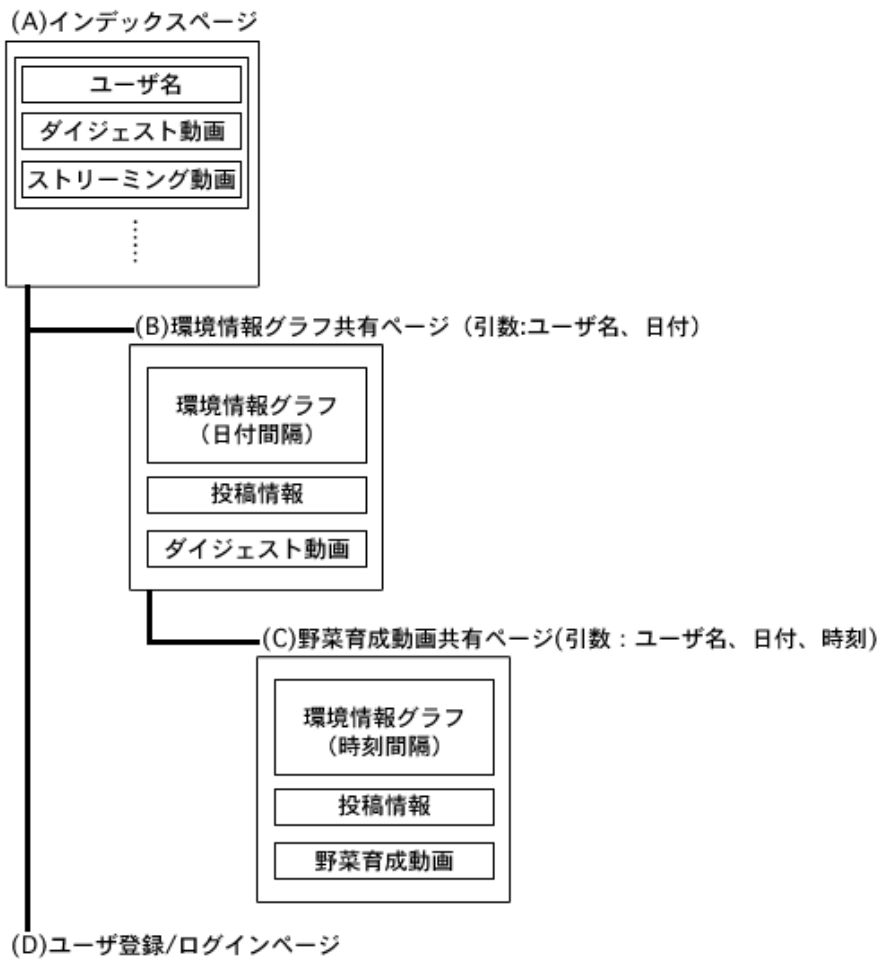 (A)インデックスページ
ユーザ名
ダイジェスト動画
ストリーミング動画
(B)環境情報グラフ共有ページ（引数:ユーザ名、日付）
環境情報グラフ
（日付間隔）
投稿情報
ダイジェスト動画
(C)野菜育成動画共有ページ(引数：ユーザ名、日付、時刻)
環境情報グラフ
（時刻間隔）
投稿情報
野菜育成動画
(D)ユーザ登録/ログインページ